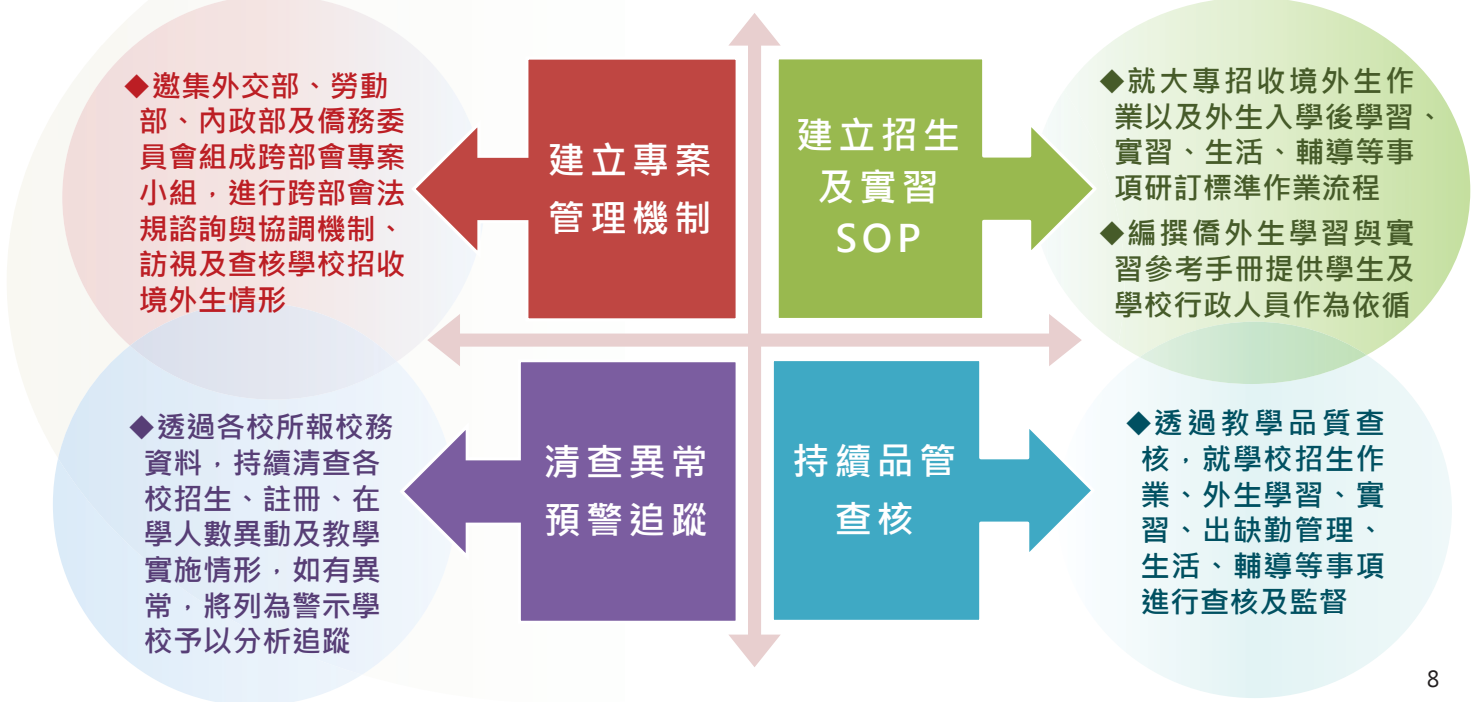 ◆邀集外交部、勞動
部、內政部及僑務委
員會組成跨部會專案
小組，進行跨部會法
規諮詢與協調機制、
訪視及查核學校招收
境外生情形
建立專案
管理機制
建立招生
及實習
SOP
◆就大專招收境外生作
業以及外生入學後學習、
實習、生活、輔導等事
項研訂標準作業流程
◆編撰僑外生學習與實
習參考手冊提供學生及
學校行政人員作為依循
◆透過各校所報校務
資料，持續清查各
校招生、註冊、在
學人數異動及教學
實施情形，如有異
常，將列為警示學
校予以分析追蹤
清查異常
預警追蹤
持續品管
查核
◆透過教學品質查
核，就學校招生作
業、外生學習、實
習、出缺勤管理、
生活、輔導等事項
進行查核及監督
8